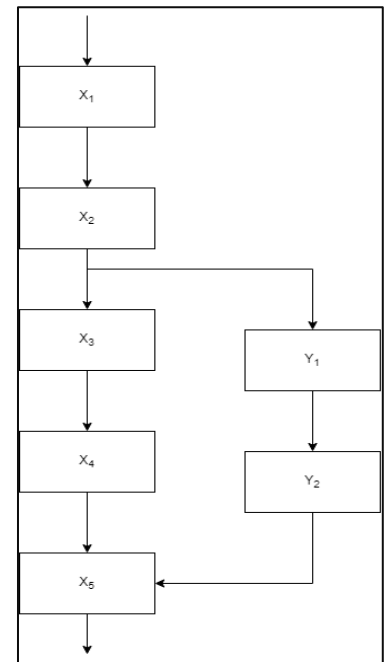 X₁
X₂
X₃
Y₁
X₄
Y₂
X₅